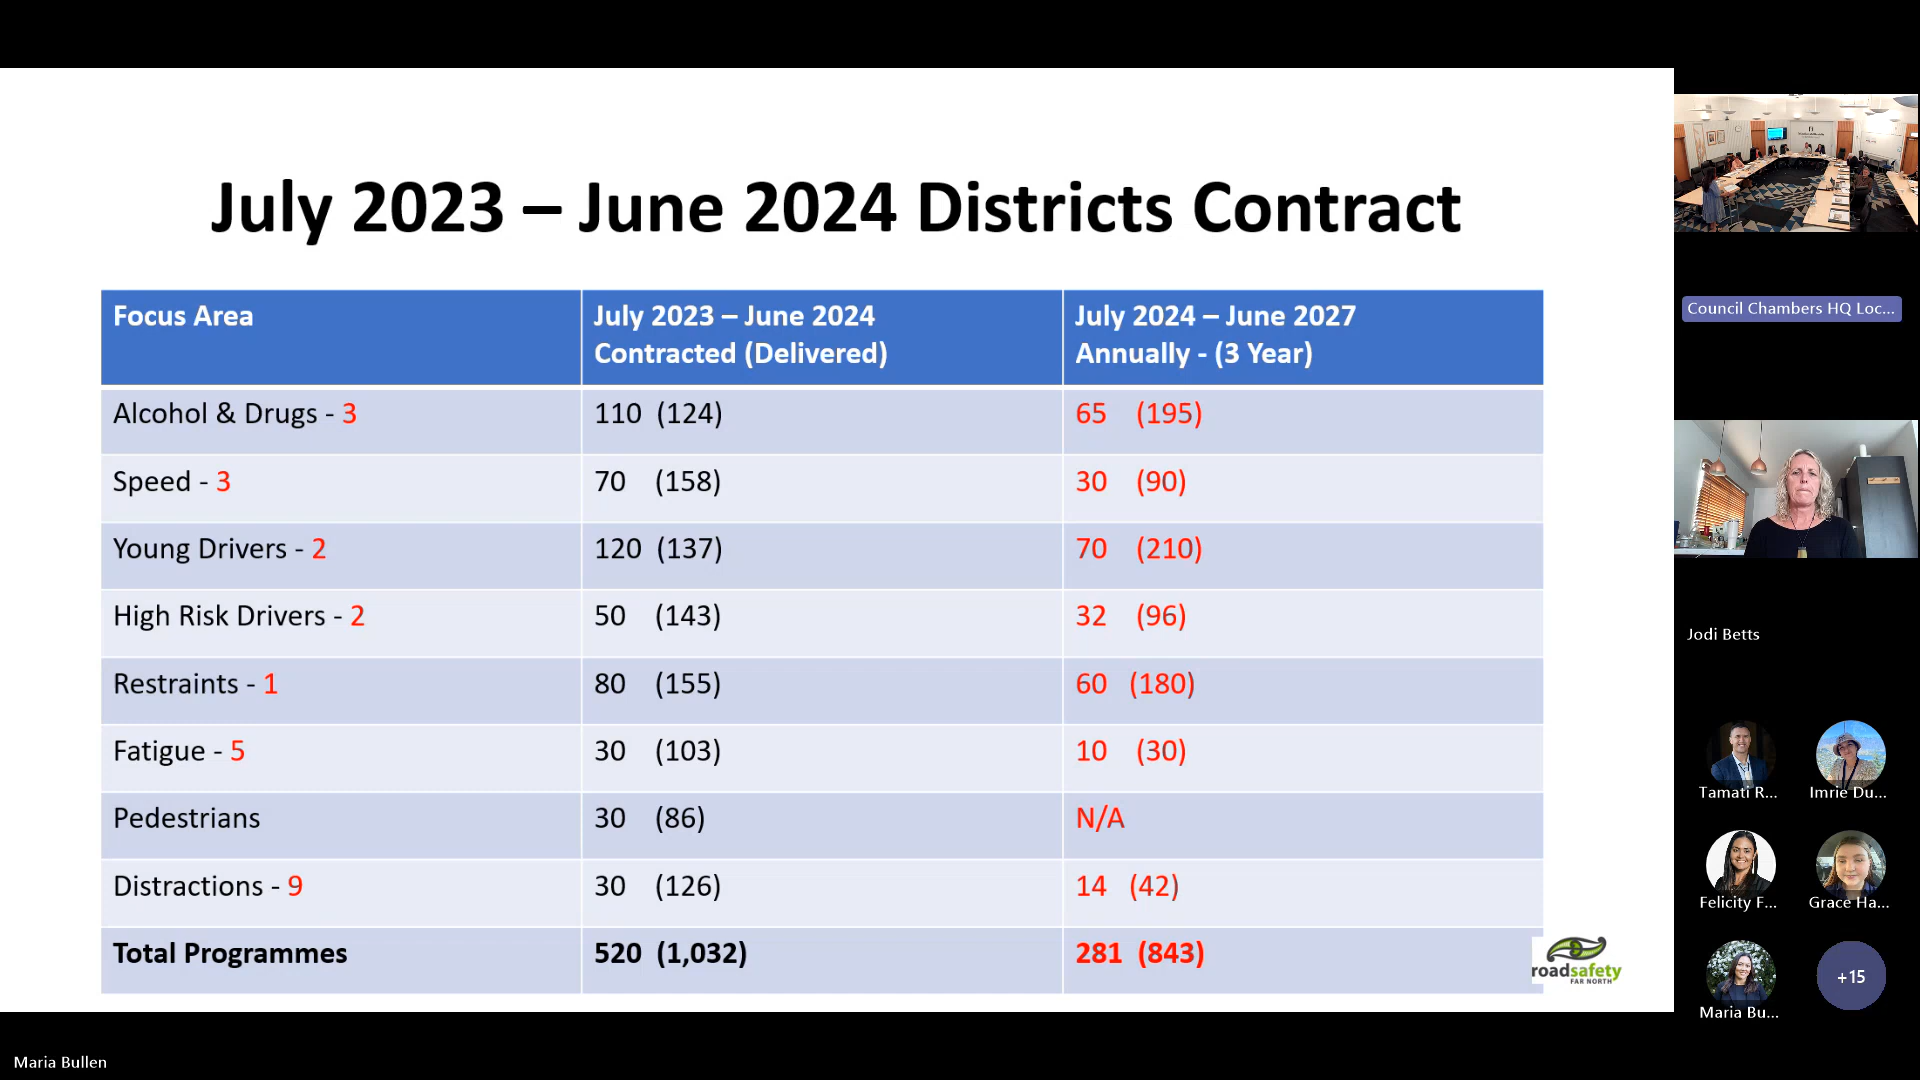 July 2023 – June 2024 Districts Contract
Focus Area
July 2023 – June 2024
Contracted (Delivered)
July 2024 – June 2027
Annually - (3 Year)
Alcohol & Drugs - 3
110 (124)
65 (195)
Speed - 3
70 (158)
30 (90)
Young Drivers - 2
120 (137)
70 (210)
High Risk Drivers - 2
50 (143)
32 (96)
Restraints - 1
80 (155)
60 (180)
Fatigue - 5
30 (103)
10 (30)
Pedestrians
30 (86)
N/A
Distractions - 9
30 (126)
14 (42)
Total Programmes
520 (1,032)
281 (843)
roadsafety
FAR NORTH
Council Chambers HQ Loc...
Jodi Betts
Tamati R...
Imrie Du...
Felicity F...
Grace Ha...
Maria Bu...
+15
Maria Bullen